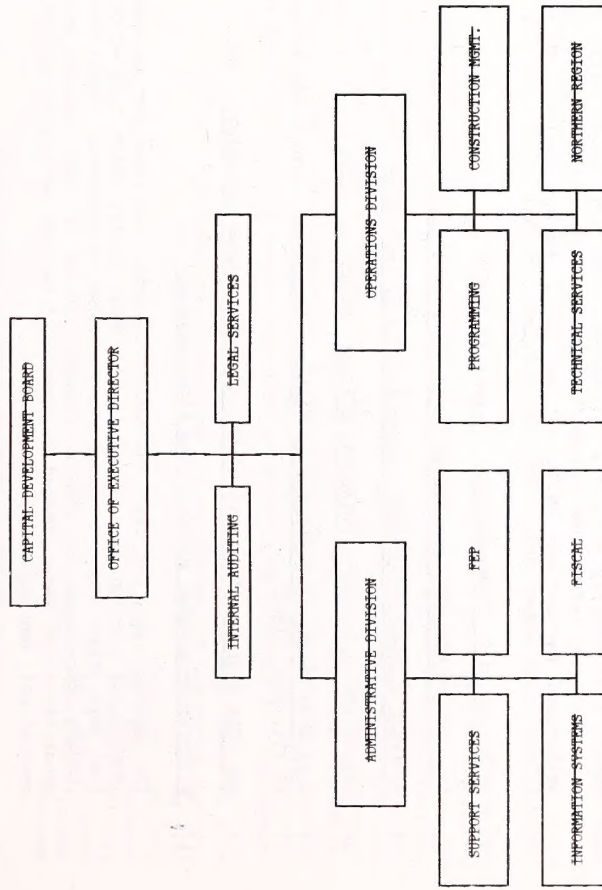 CAPITAL DEVELOPMENT BOARD
OFFICE OF EXECUTIVE DIRECTOR
INTERNAL AUDITING
LEGAL SERVICES
ADMINISTRATIVE DIVISION
OPERATIONS DIVISION
SUPPORT SERVICES
FEP
PROGRAMMING
CONSTRUCTION MGMT.
INFORMATION SYSTEMS
FISCAL
TECHNICAL SERVICES
NORTHERN REGION